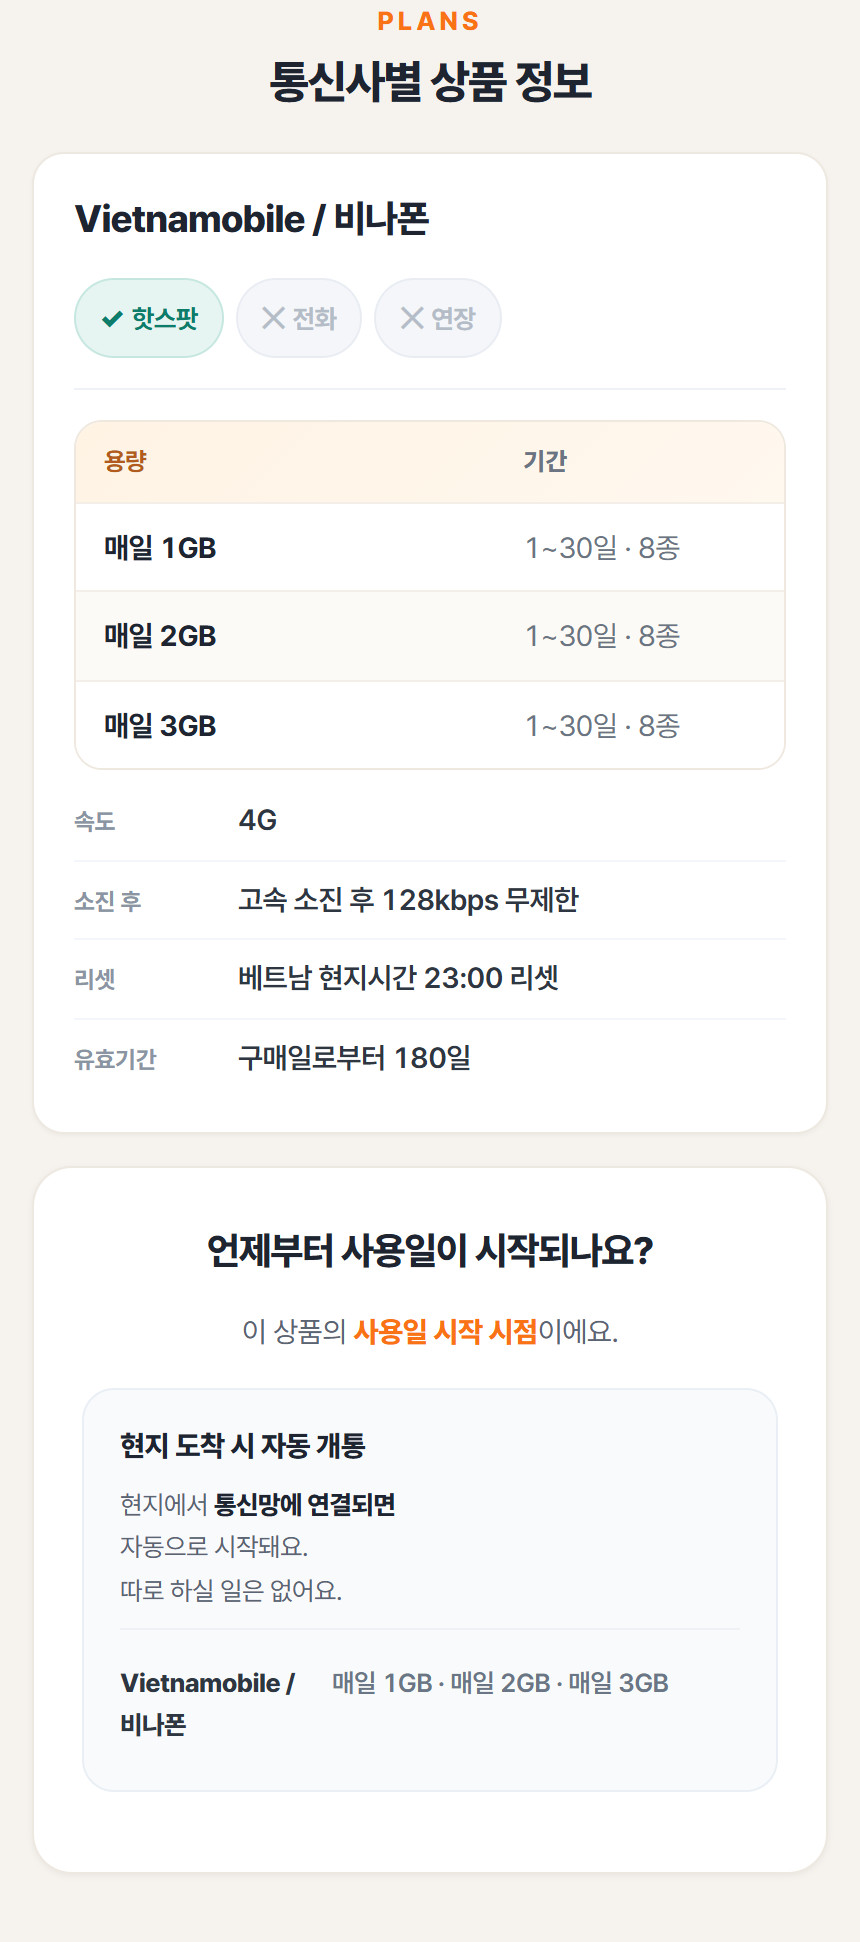 PLANS
통신사별 상품 정보
Vietnamobile / 비나폰
✓ 핫스팟 ✕ 전화 ✕ 연장
용량 기간
매일 1GB 1~30일 · 8종
매일 2GB 1~30일 · 8종
매일 3GB 1~30일 · 8종
속도 4G
소진 후 고속 소진 후 128kbps 무제한
리셋 베트남 현지시간 23:00 리셋
유효기간 구매일로부터 180일
언제부터 사용일이 시작되나요?
이 상품의 사용일 시작 시점이에요.
현지 도착 시 자동 개통
현지에서 통신망에 연결되면
자동으로 시작돼요.
따로 하실 일은 없어요.
Vietnamobile / 매일 1GB · 매일 2GB · 매일 3GB
비나폰